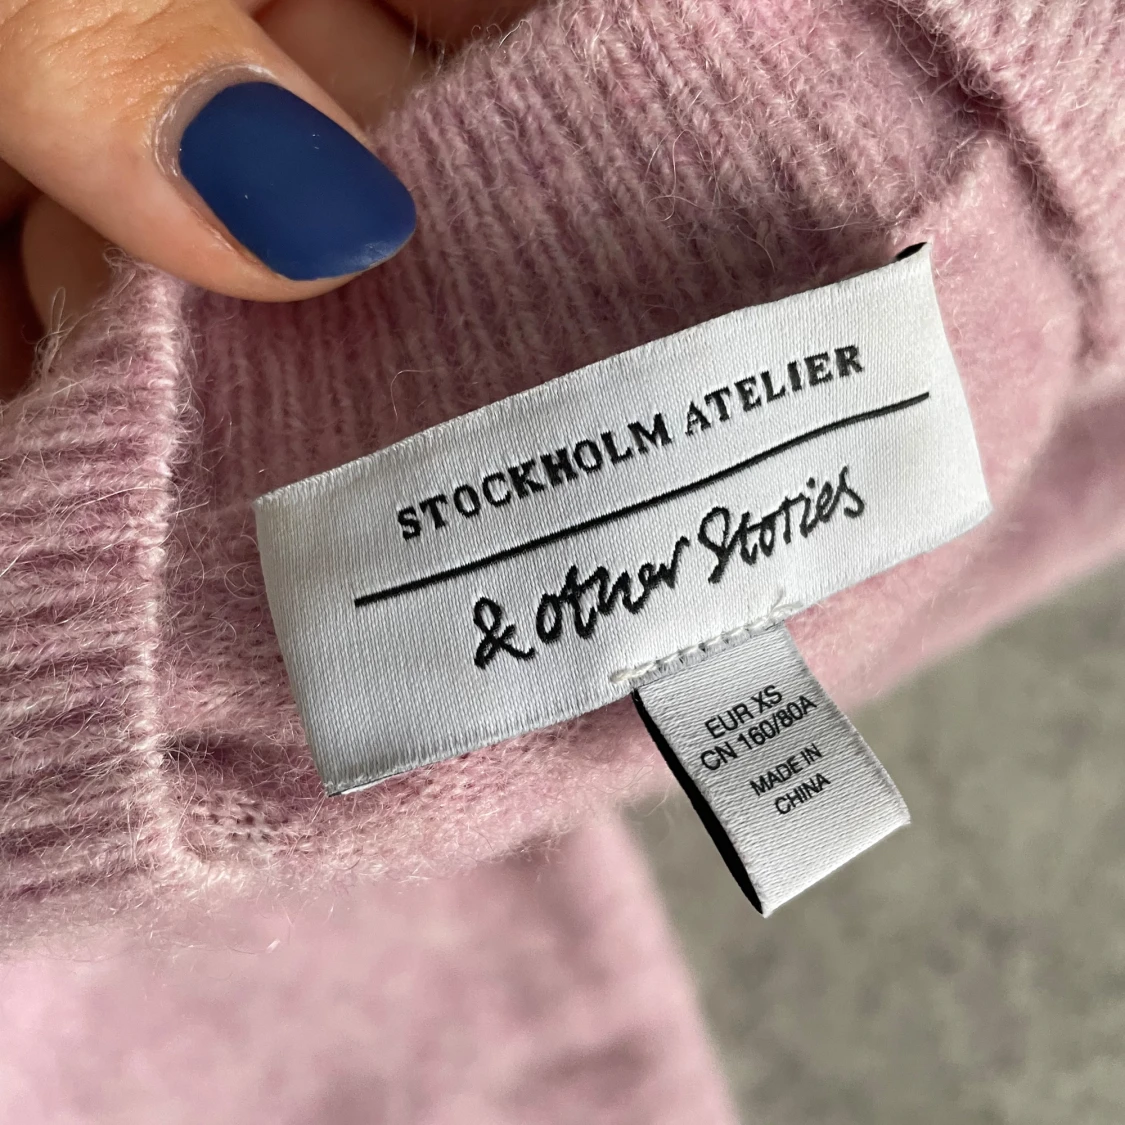 STOCKHOLM ATELIER
& other Stories
EUR XS
CN 160/80A
MADE IN
CHINA